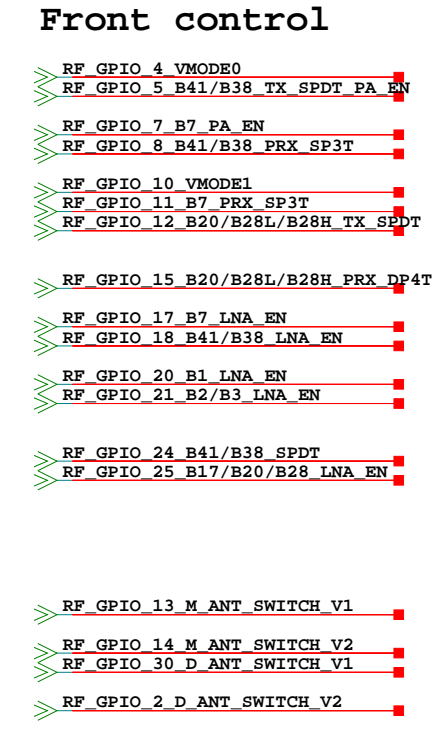 Front control
RF_GPIO_4_VMODE0
RF_GPIO_5_B41/B38_TX_SPDT_PA_EN
RF_GPIO_7_B7_PA_EN
RF_GPIO_8_B41/B38_PRX_SP3T
RF_GPIO_10_VMODE1
RF_GPIO_11_B7_PRX_SP3T
RF_GPIO_12_B20/B28L/B28H_TX_SPDT
RF_GPIO_15_B20/B28L/B28H_PRX_DP4T
RF_GPIO_17_B7_LNA_EN
RF_GPIO_18_B41/B38_LNA_EN
RF_GPIO_20_B1_LNA_EN
RF_GPIO_21_B2/B3_LNA_EN
RF_GPIO_24_B41/B38_SPDT
RF_GPIO_25_B17/B20/B28_LNA_EN
RF_GPIO_13_M_ANT_SWITCH_V1
RF_GPIO_14_M_ANT_SWITCH_V2
RF_GPIO_30_D_ANT_SWITCH_V1
RF_GPIO_2_D_ANT_SWITCH_V2